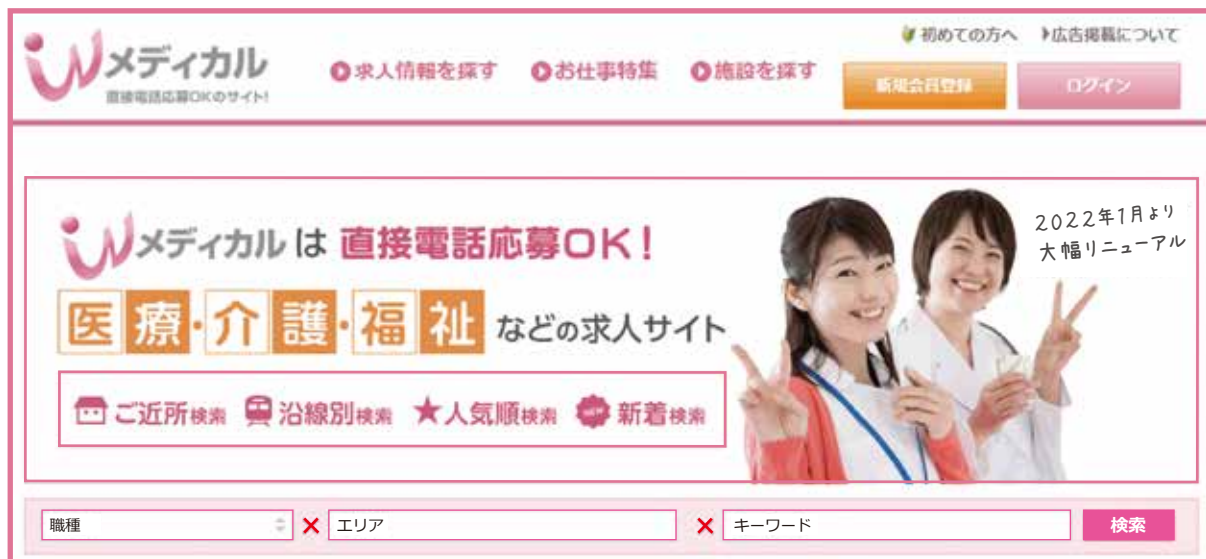 初めての方へ 広告掲載について
Wメディカル
直接電話応募OKのサイト!
求人情報を探す お仕事特集 施設を探す
新規会員登録 ログイン
Wメディカルは直接電話応募OK!
2022年1月より
大幅リニューアル
医療・介護・福祉などの求人サイト
ご近所検索 沿線別検索 人気順検索 NEW 新着検索
職種 × エリア × キーワード 検索